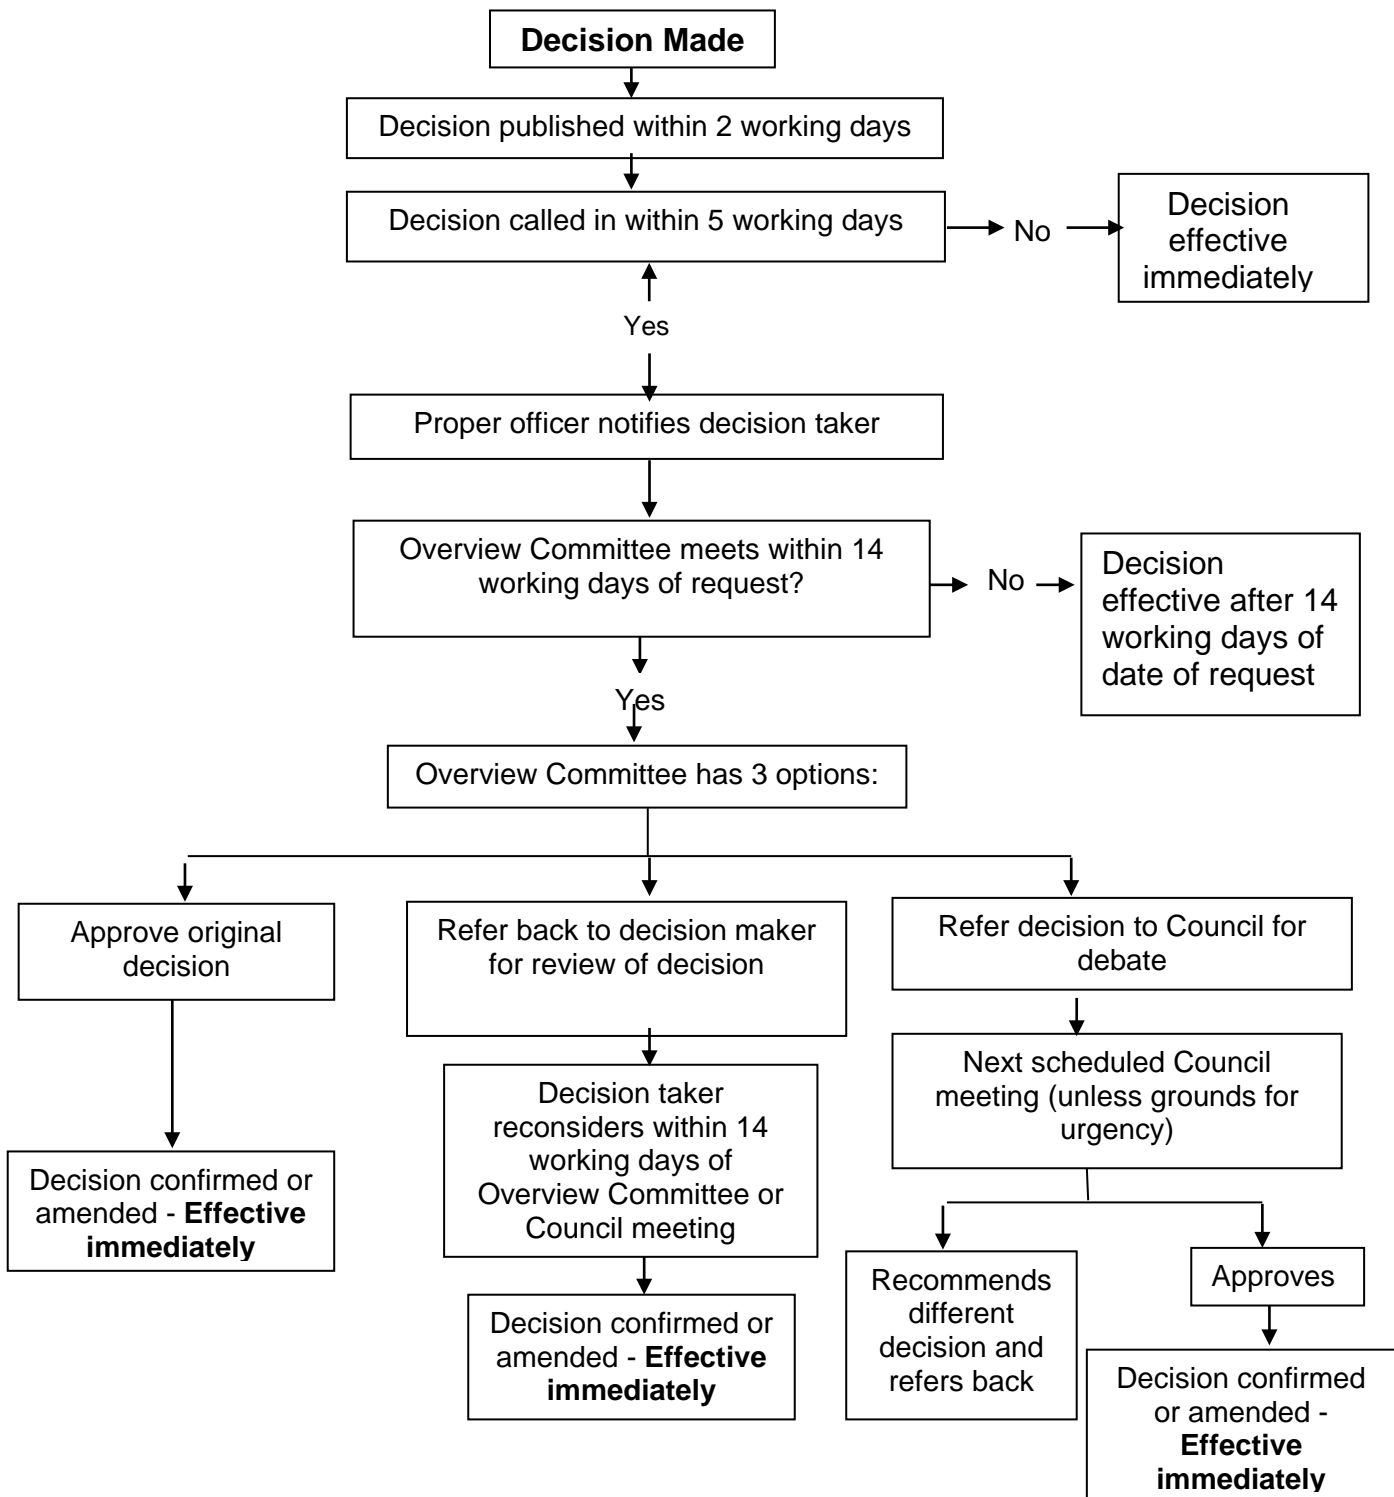 Decision Made
Decision published within 2 working days
Decision called in within 5 working days
No
Decision
effective
immediately
Yes
Proper officer notifies decision taker
Overview Committee meets within 14
working days of request?
No
Decision
effective after 14
working days of
date of request
Yes
Overview Committee has 3 options:
Approve original
decision
Decision confirmed or
amended - Effective
immediately
Refer back to decision maker
for review of decision
Decision taker
reconsiders within 14
working days of
Overview Committee or
Council meeting
Decision confirmed or
amended - Effective
immediately
Refer decision to Council for
debate
Next scheduled Council
meeting (unless grounds for
urgency)
Recommends
different
decision and
refers back
Approves
Decision confirmed
or amended -
Effective
immediately